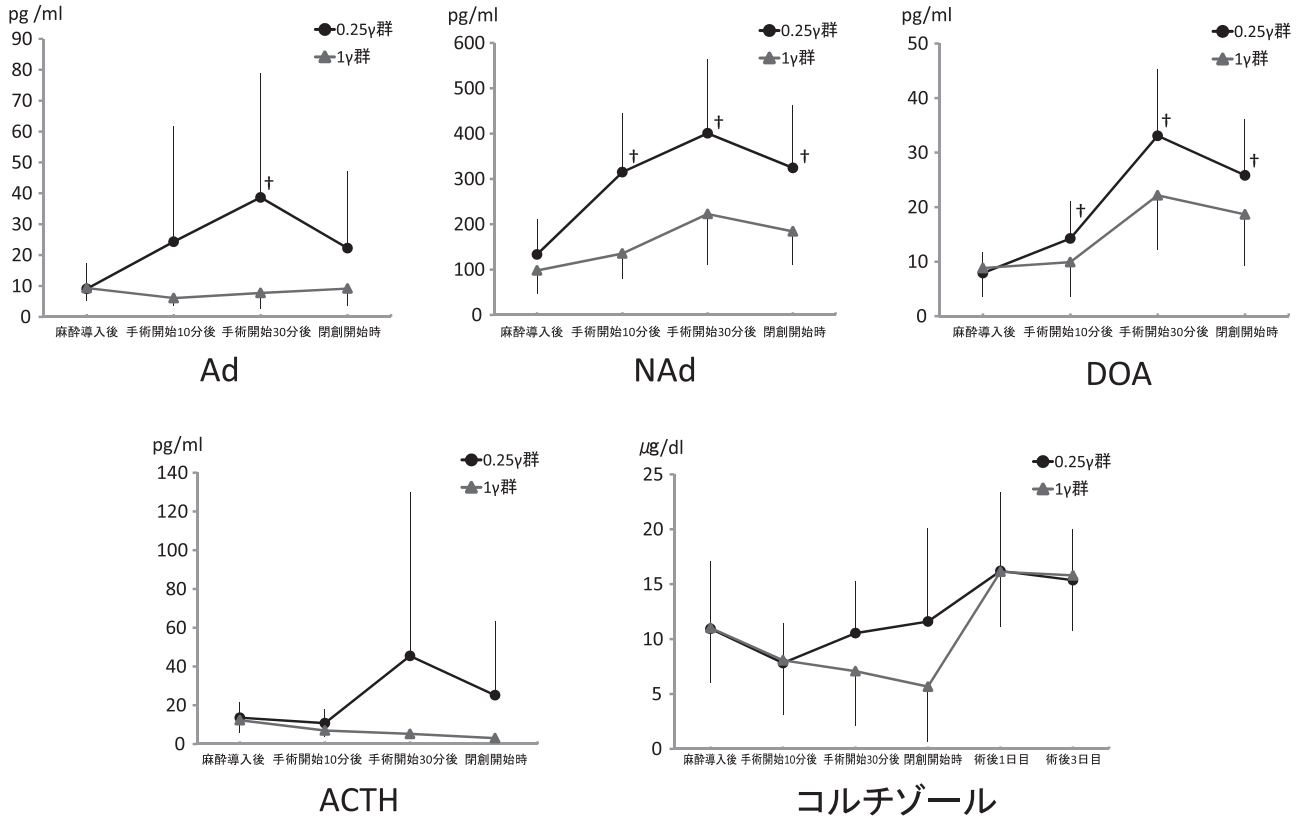 pg /ml
0.25γ群
1γ群
90
80
70
60
50
40
30
20
10
0
†
麻酔導入後 手術開始10分後 手術開始30分後 閉創開始時
Ad
pg/ml
0.25γ群
1γ群
600
500
400
300
200
100
0
† † †
麻酔導入後 手術開始10分後 手術開始30分後 閉創開始時
NAd
pg/ml
0.25γ群
1γ群
50
40
30
20
10
0
† † †
麻酔導入後 手術開始10分後 手術開始30分後 閉創開始時
DOA
pg/ml
0.25γ群
1γ群
140
120
100
80
60
40
20
0
麻酔導入後 手術開始10分後 手術開始30分後 閉創開始時
ACTH
μg/dl
0.25γ群
1γ群
25
20
15
10
5
0
麻酔導入後 手術開始10分後 手術開始30分後 閉創開始時 術後1日目 術後3日目
コルチゾール